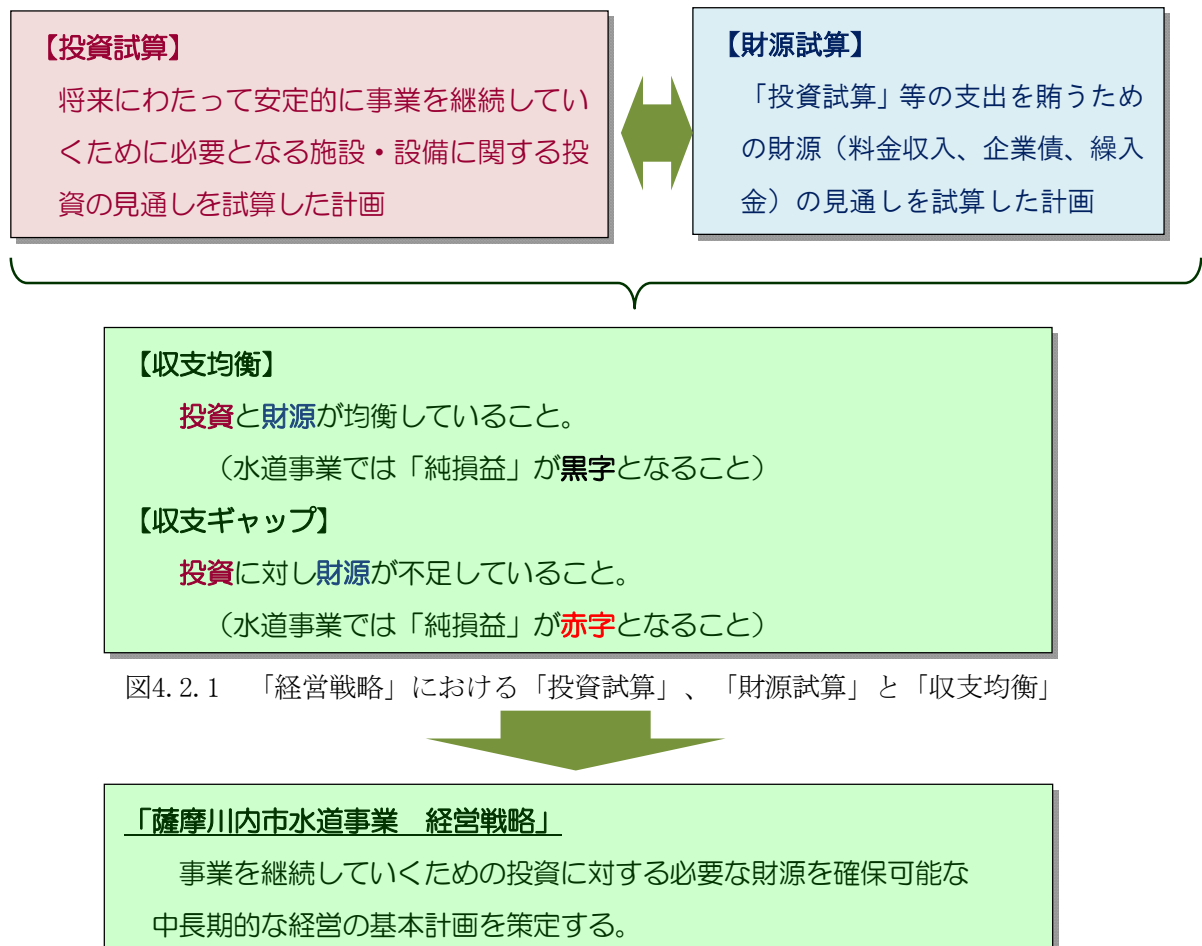 【投資試算】
将来にわたって安定的に事業を継続してい
くために必要となる施設・設備に関する投
資の見通しを試算した計画
【財源試算】
「投資試算」等の支出を賄うため
の財源（料金収入、企業債、繰入
金）の見通しを試算した計画
【収支均衡】
投資と財源が均衡していること。
（水道事業では「純損益」が黒字となること）
【収支ギャップ】
投資に対し財源が不足していること。
（水道事業では「純損益」が赤字となること）
図4.2.1　「経営戦略」における「投資試算」、「財源試算」と「収支均衡」
「薩摩川内市水道事業　経営戦略」
事業を継続していくための投資に対する必要な財源を確保可能な
中長期的な経営の基本計画を策定する。